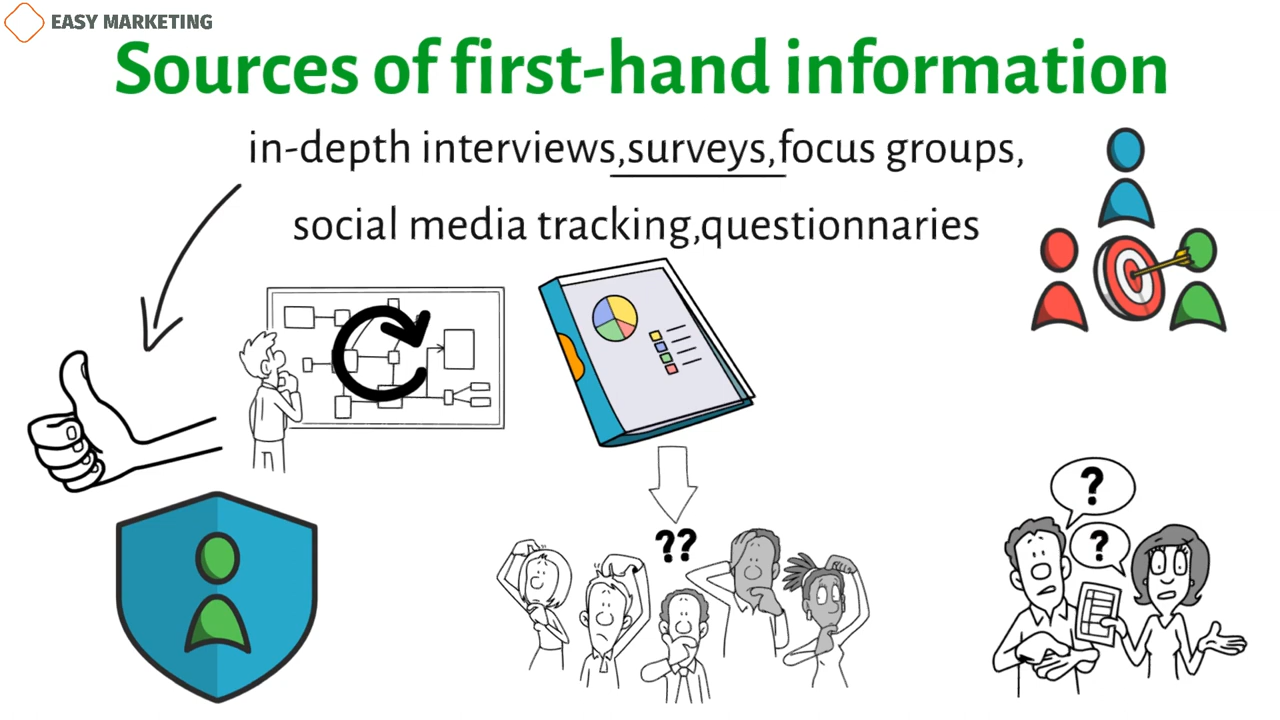 EASY MARKETING
Sources of first-hand information
in-depth interviews,surveys,focus groups,
social media tracking,questionnaries
?
?
??